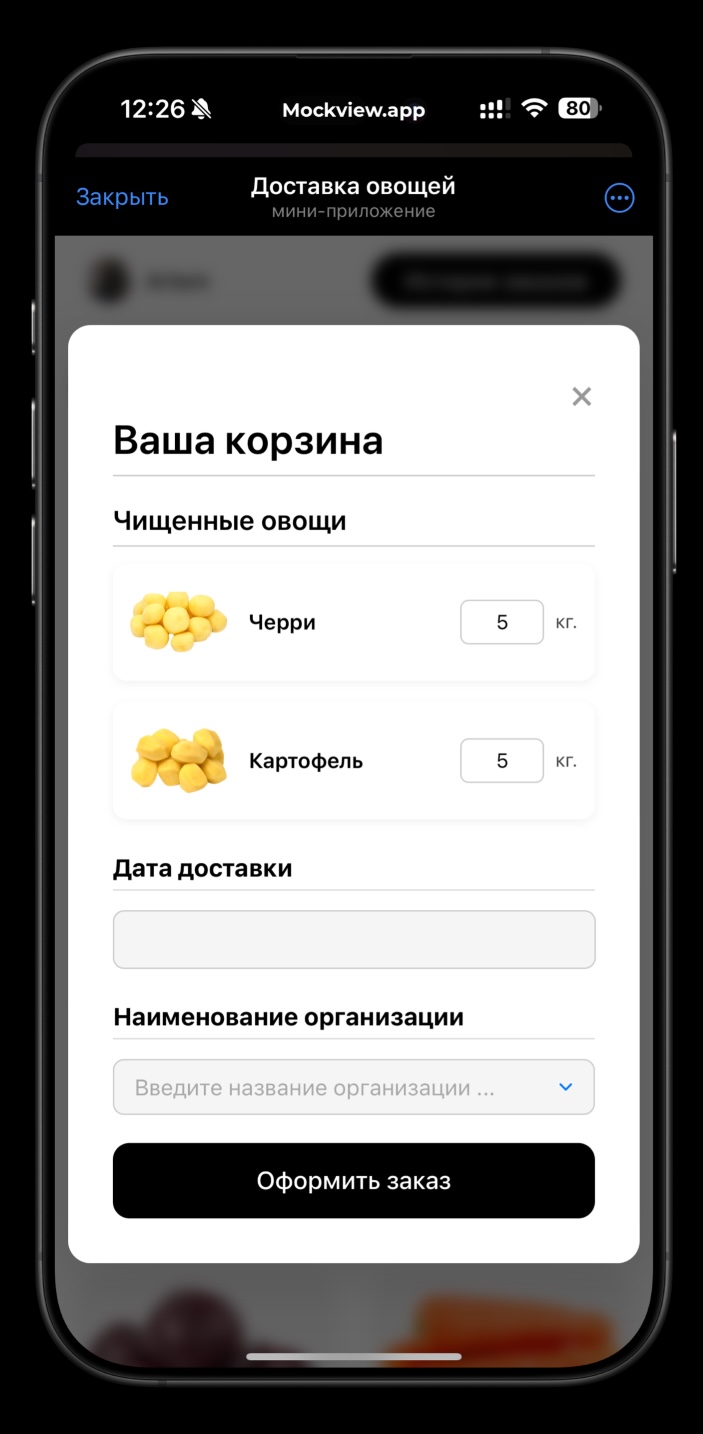 12:26
Mockview.app
80
Закрыть
Доставка овощей
мини-приложение
Ваша корзина
Чищенные овощи
Черри
5
кг.
Картофель
5
кг.
Дата доставки
Наименование организации
Введите название организации ...
Оформить заказ